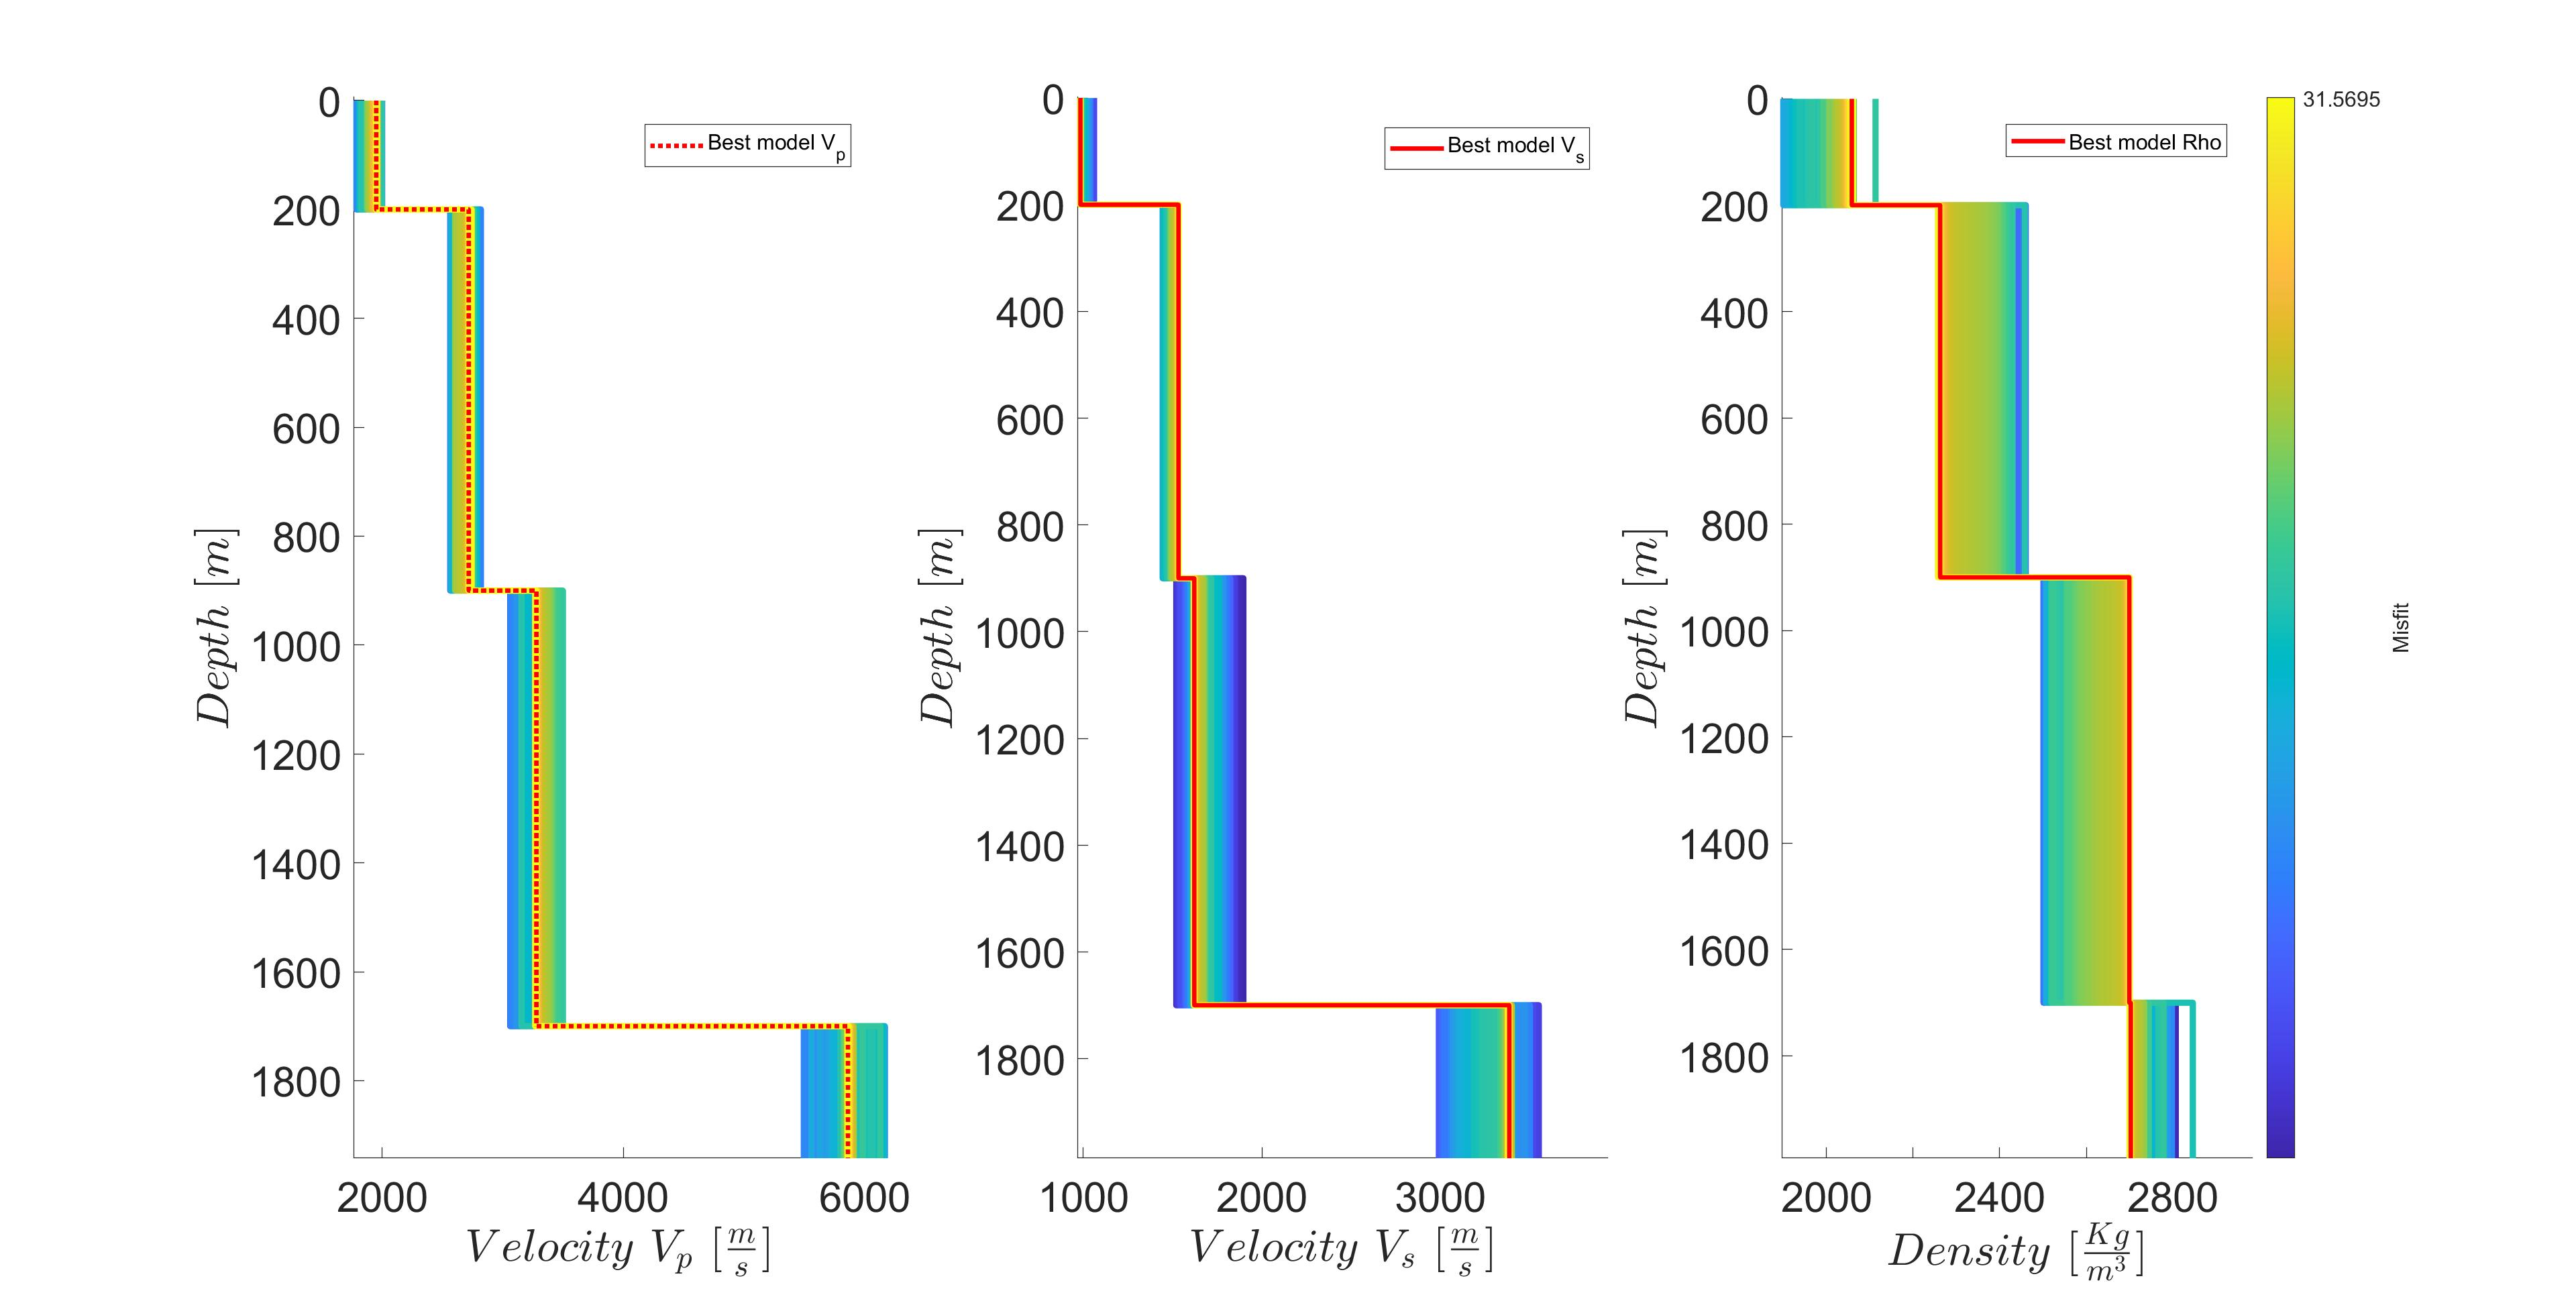 0
200
400
600
800
1000
1200
1400
1600
1800
Depth [m]
2000 4000 6000
Velocity V_p [m/s]
Best model V_p
0
200
400
600
800
1000
1200
1400
1600
1800
Depth [m]
1000 2000 3000
Velocity V_s [m/s]
Best model V_s
0
200
400
600
800
1000
1200
1400
1600
1800
Depth [m]
2000 2400 2800
Density [Kg/m^3]
Best model Rho
31.5695
Misfit